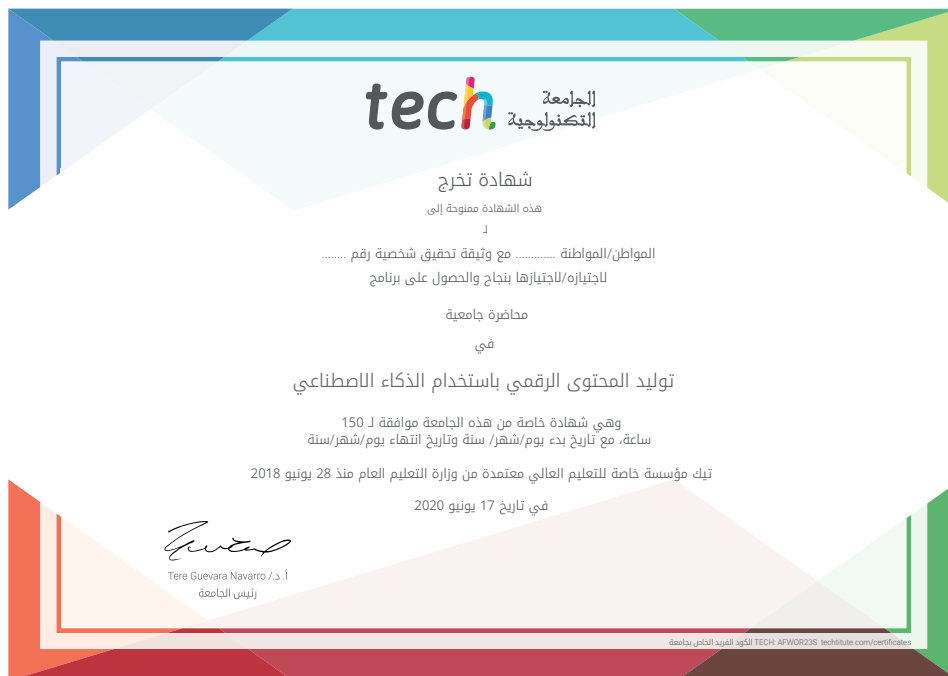 tech الجامعة
التكنولوجية
شهادة تخرج
هذه الشهادة ممنوحة إلى
لـ
المواطن/المواطنة ............ مع وثيقة تحقيق شخصية رقم ........
لاجتيازه/لاجتيازها بنجاح والحصول على برنامج
محاضرة جامعية
في
توليد المحتوى الرقمي باستخدام الذكاء الاصطناعي
وهي شهادة خاصة من هذه الجامعة موافقة لـ 150
ساعة، مع تاريخ بدء يوم/شهر/ سنة وتاريخ انتهاء يوم/شهر/سنة
تيك مؤسسة خاصة للتعليم العالي معتمدة من وزارة التعليم العام منذ 28 يونيو 2018
في تاريخ 17 يونيو 2020
أ. د./ Tere Guevara Navarro
رئيس الجامعة
الكود الفريد الخاص بجامعة TECH: AFWOR23S techtitute.com/certificates